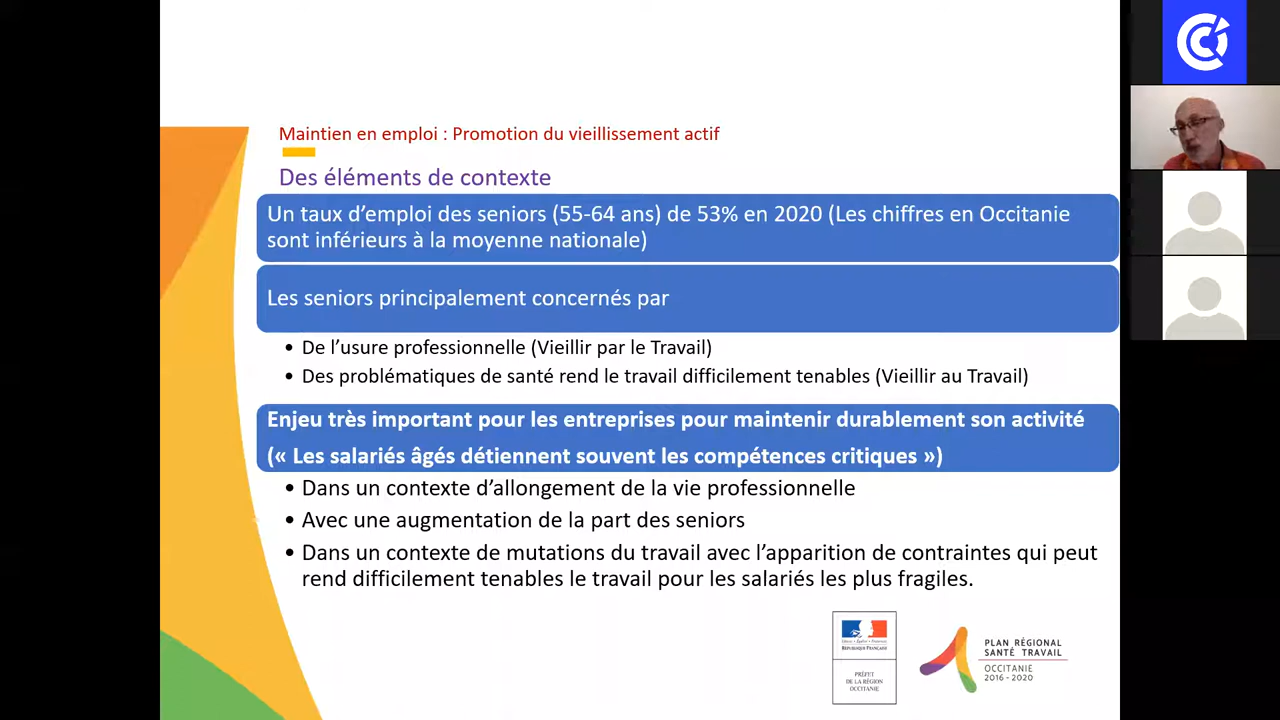 Maintien en emploi : Promotion du vieillissement actif
Des éléments de contexte
Un taux d’emploi des seniors (55-64 ans) de 53% en 2020 (Les chiffres en Occitanie
sont inférieurs à la moyenne nationale)
Les seniors principalement concernés par
• De l’usure professionnelle (Vieillir par le Travail)
• Des problématiques de santé rend le travail difficilement tenables (Vieillir au Travail)
Enjeu très important pour les entreprises pour maintenir durablement son activité
(« Les salariés âgés détiennent souvent les compétences critiques »)
• Dans un contexte d’allongement de la vie professionnelle
• Avec une augmentation de la part des seniors
• Dans un contexte de mutations du travail avec l’apparition de contraintes qui peut
rend difficilement tenables le travail pour les salariés les plus fragiles.
RÉPUBLIQUE FRANÇAISE
PRÉFET
DE LA RÉGION
OCCITANIE
PLAN RÉGIONAL
SANTÉ TRAVAIL
OCCITANIE
2016 - 2020